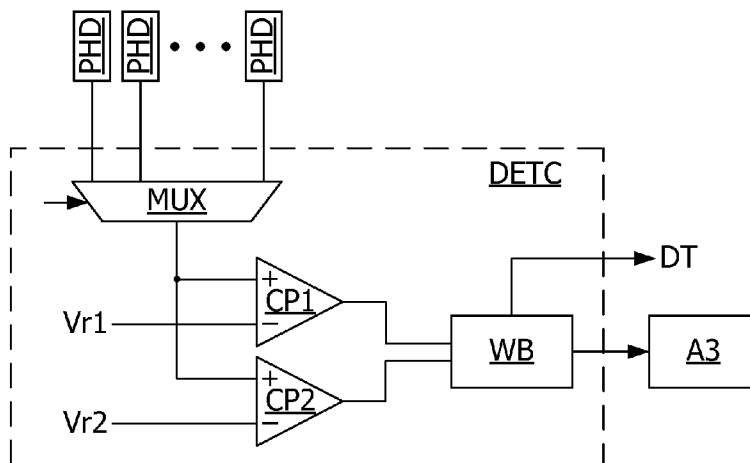 PHD PHD PHD
DETC
MUX
DT
+
CP1
Vr1 −
WB
A3
+
CP2
Vr2 −